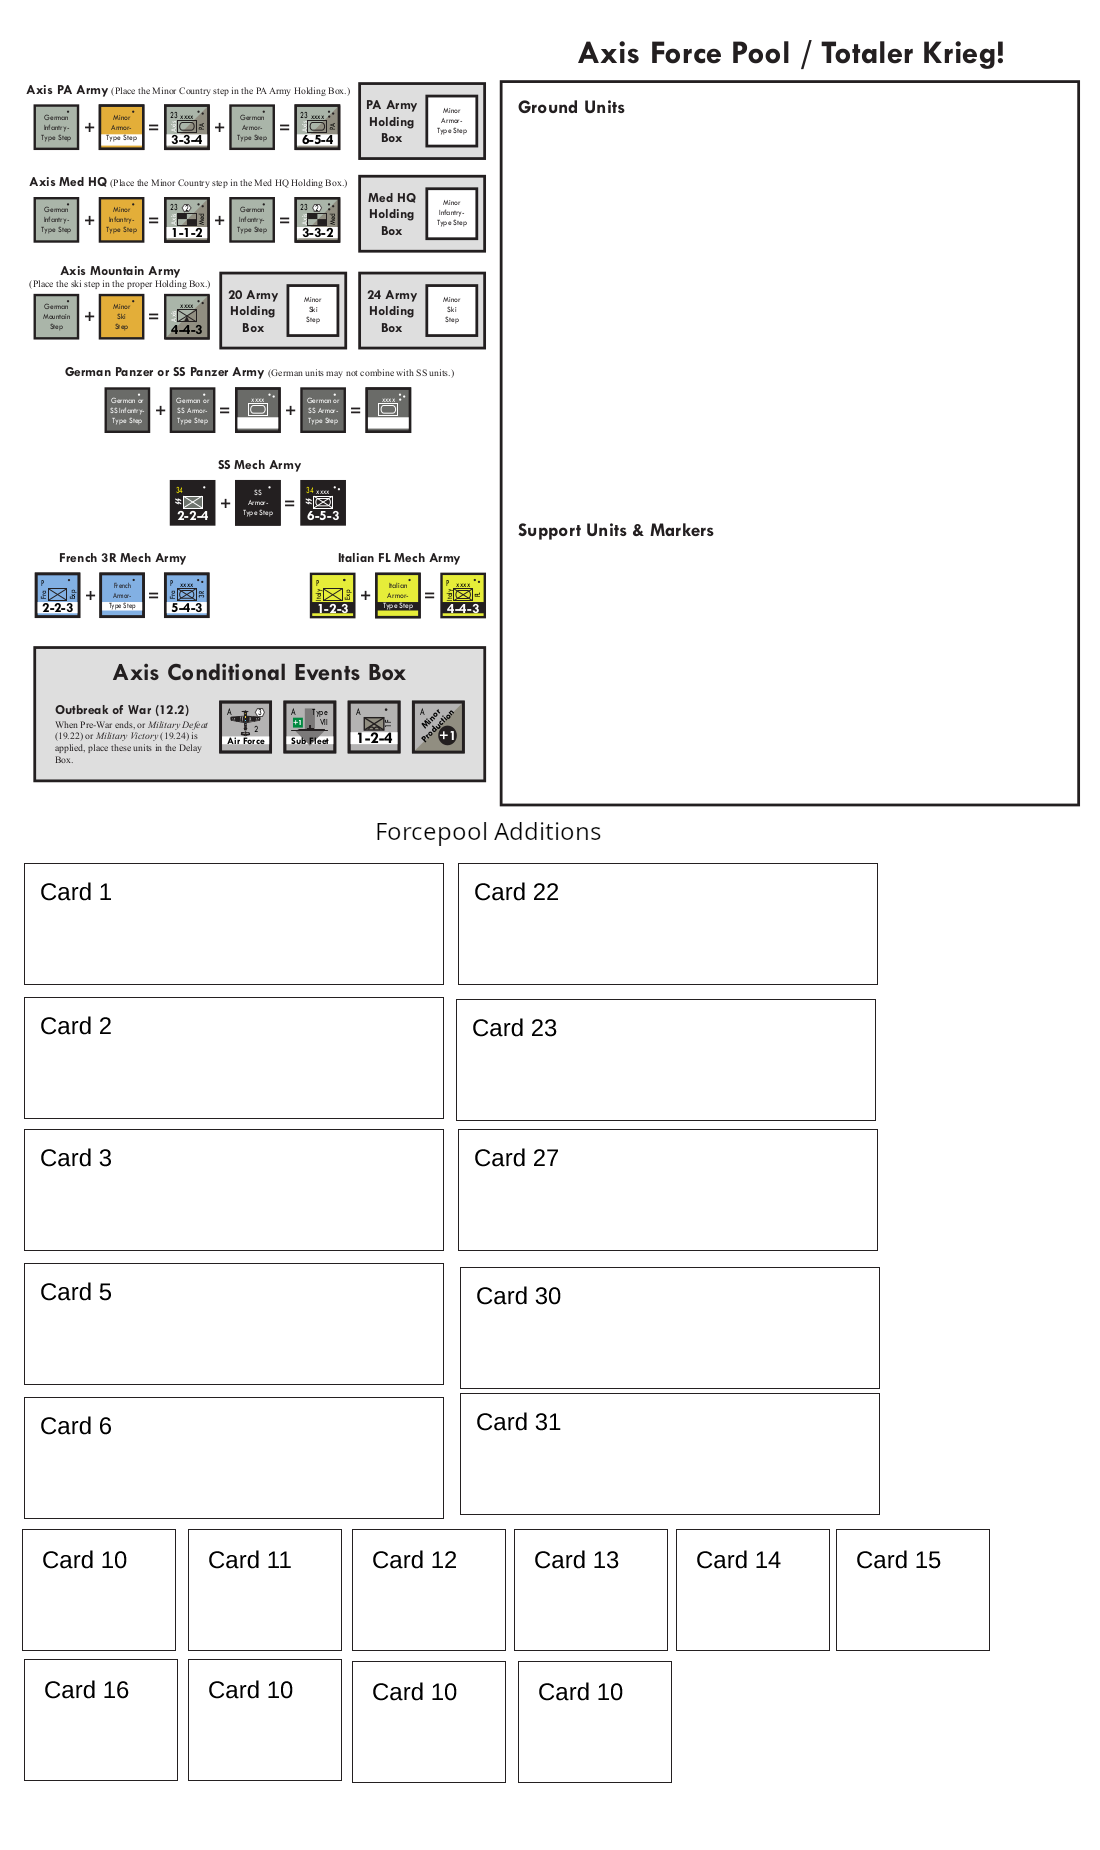 Axis Force Pool / Totaler Krieg!
Axis PA Army (Place the Minor Country step in the PA Army Holding Box.)
German Infantry-Type Step + Minor Armor-Type Step = 23 xxxx PA 3-3-4 + German Armor-Type Step = 23 xxxx PA 6-5-4
PA Army Holding Box
Minor Armor-Type Step
Axis Med HQ (Place the Minor Country step in the Med HQ Holding Box.)
German Infantry-Type Step + Minor Infantry-Type Step = 23 2 Med 1-1-2 + German Infantry-Type Step = 23 2 Med 3-3-2
Med HQ Holding Box
Minor Infantry-Type Step
Axis Mountain Army
(Place the ski step in the proper Holding Box.)
German Mountain Step + Minor Ski Step = xxxx 4-4-3
20 Army Holding Box
Minor Ski Step
24 Army Holding Box
Minor Ski Step
German Panzer or SS Panzer Army (German units may not combine with SS units.)
German or SS Infantry-Type Step + German or SS Armor-Type Step = xxxx + German or SS Armor-Type Step = xxxx
SS Mech Army
34 2-2-4 + SS Armor-Type Step = 34 xxxx 6-5-3
French 3R Mech Army
P Fra Exp 2-2-3 + French Armor-Type Step = P xxxx Fra 3R 5-4-3
Italian FL Mech Army
P Italy Exp 1-2-3 + Italian Armor-Type Step = P xxxx Italy FL 4-4-3
Axis Conditional Events Box
Outbreak of War (12.2)
When Pre-War ends, or Military Defeat
(19.22) or Military Victory (19.24) is
applied, place these units in the Delay
Box.
A 3 2 Air Force
A Type VII +1 Sub Fleet
A 1-2-4
A Minor Production +1
Ground Units
Support Units & Markers
Forcepool Additions
Card 1
Card 22
Card 2
Card 23
Card 3
Card 27
Card 5
Card 30
Card 6
Card 31
Card 10
Card 11
Card 12
Card 13
Card 14
Card 15
Card 16
Card 10
Card 10
Card 10